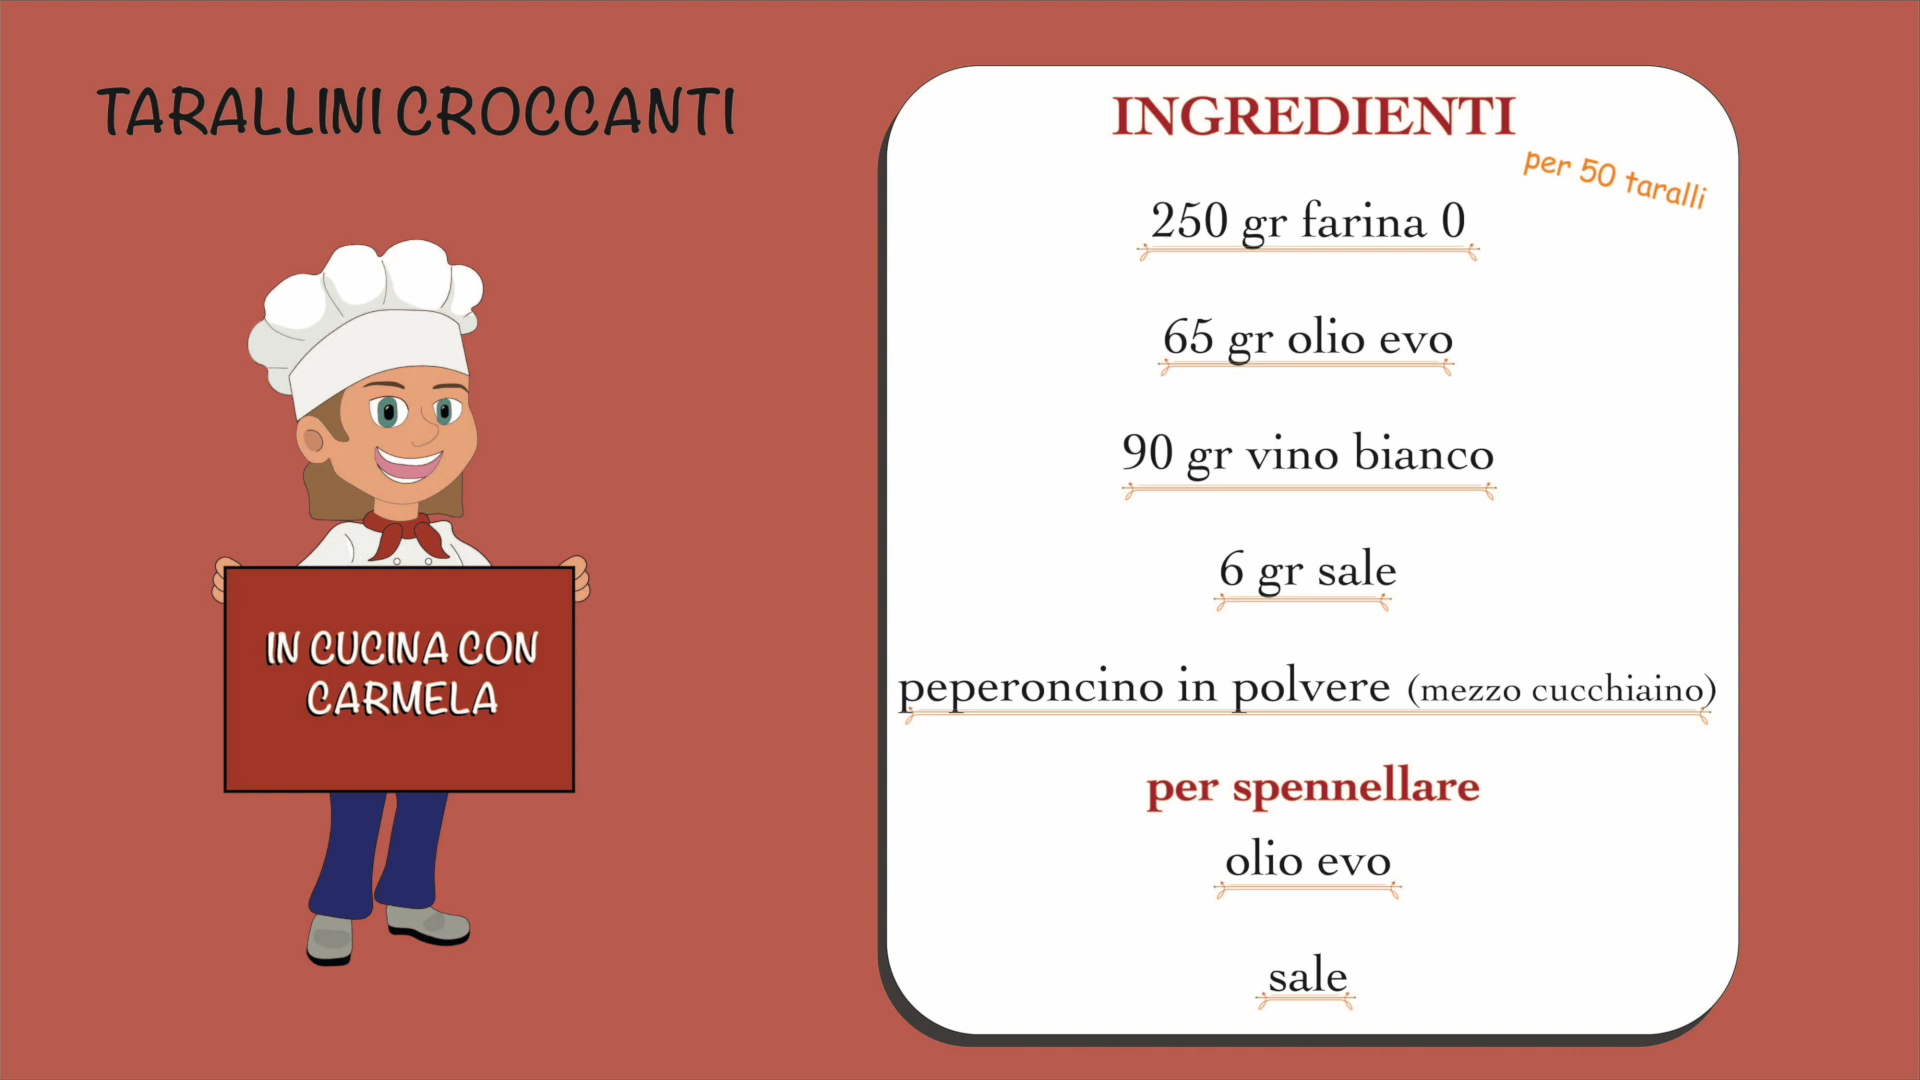 TARALLINI CROCCANTI
IN CUCINA CON
CARMELA
INGREDIENTI
per 50 taralli
250 gr farina 0
65 gr olio evo
90 gr vino bianco
6 gr sale
peperoncino in polvere (mezzo cucchiaino)
per spennellare
olio evo
sale